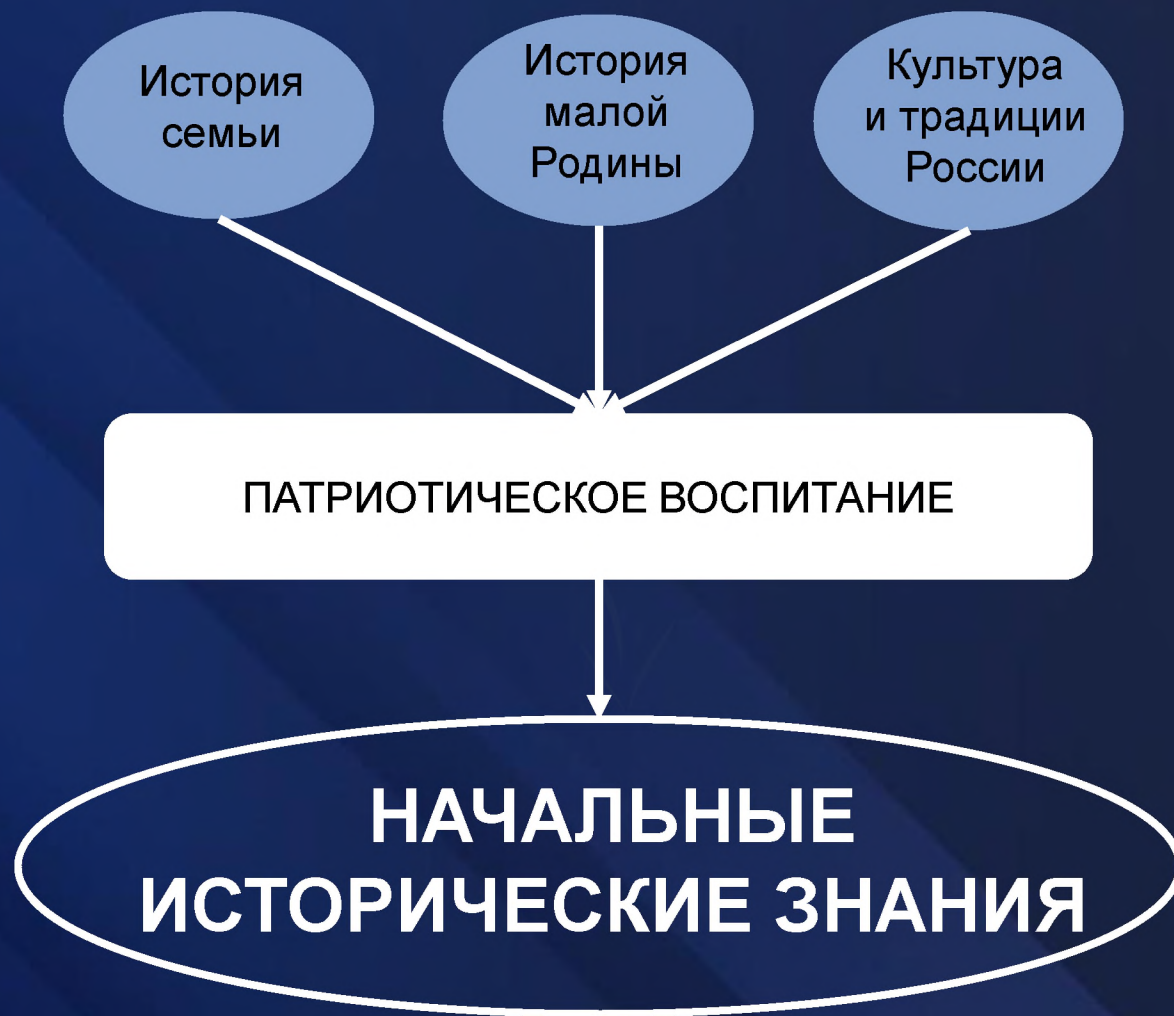 История
семьи
История
малой
Родины
Культура
и традиции
России
ПАТРИОТИЧЕСКОЕ ВОСПИТАНИЕ
НАЧАЛЬНЫЕ
ИСТОРИЧЕСКИЕ ЗНАНИЯ